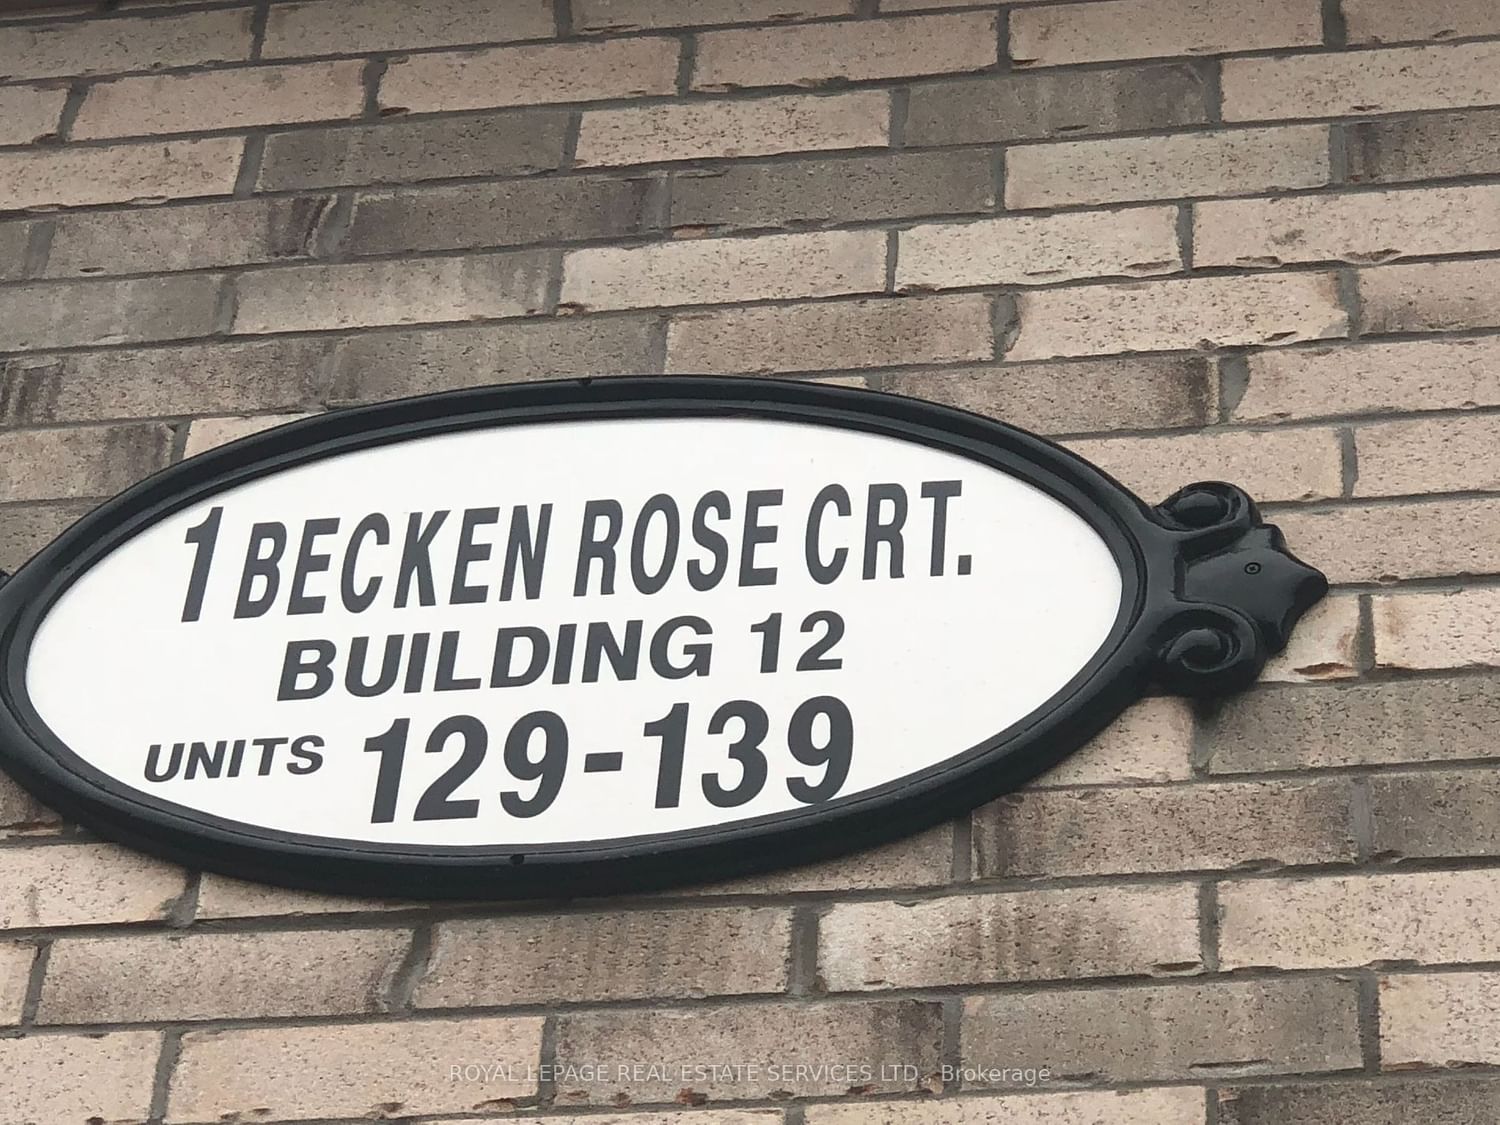 1 BECKEN ROSE CRT.
BUILDING 12
UNITS 129-139
ROYAL LEPAGE REAL ESTATE SERVICES LTD., Brokerage